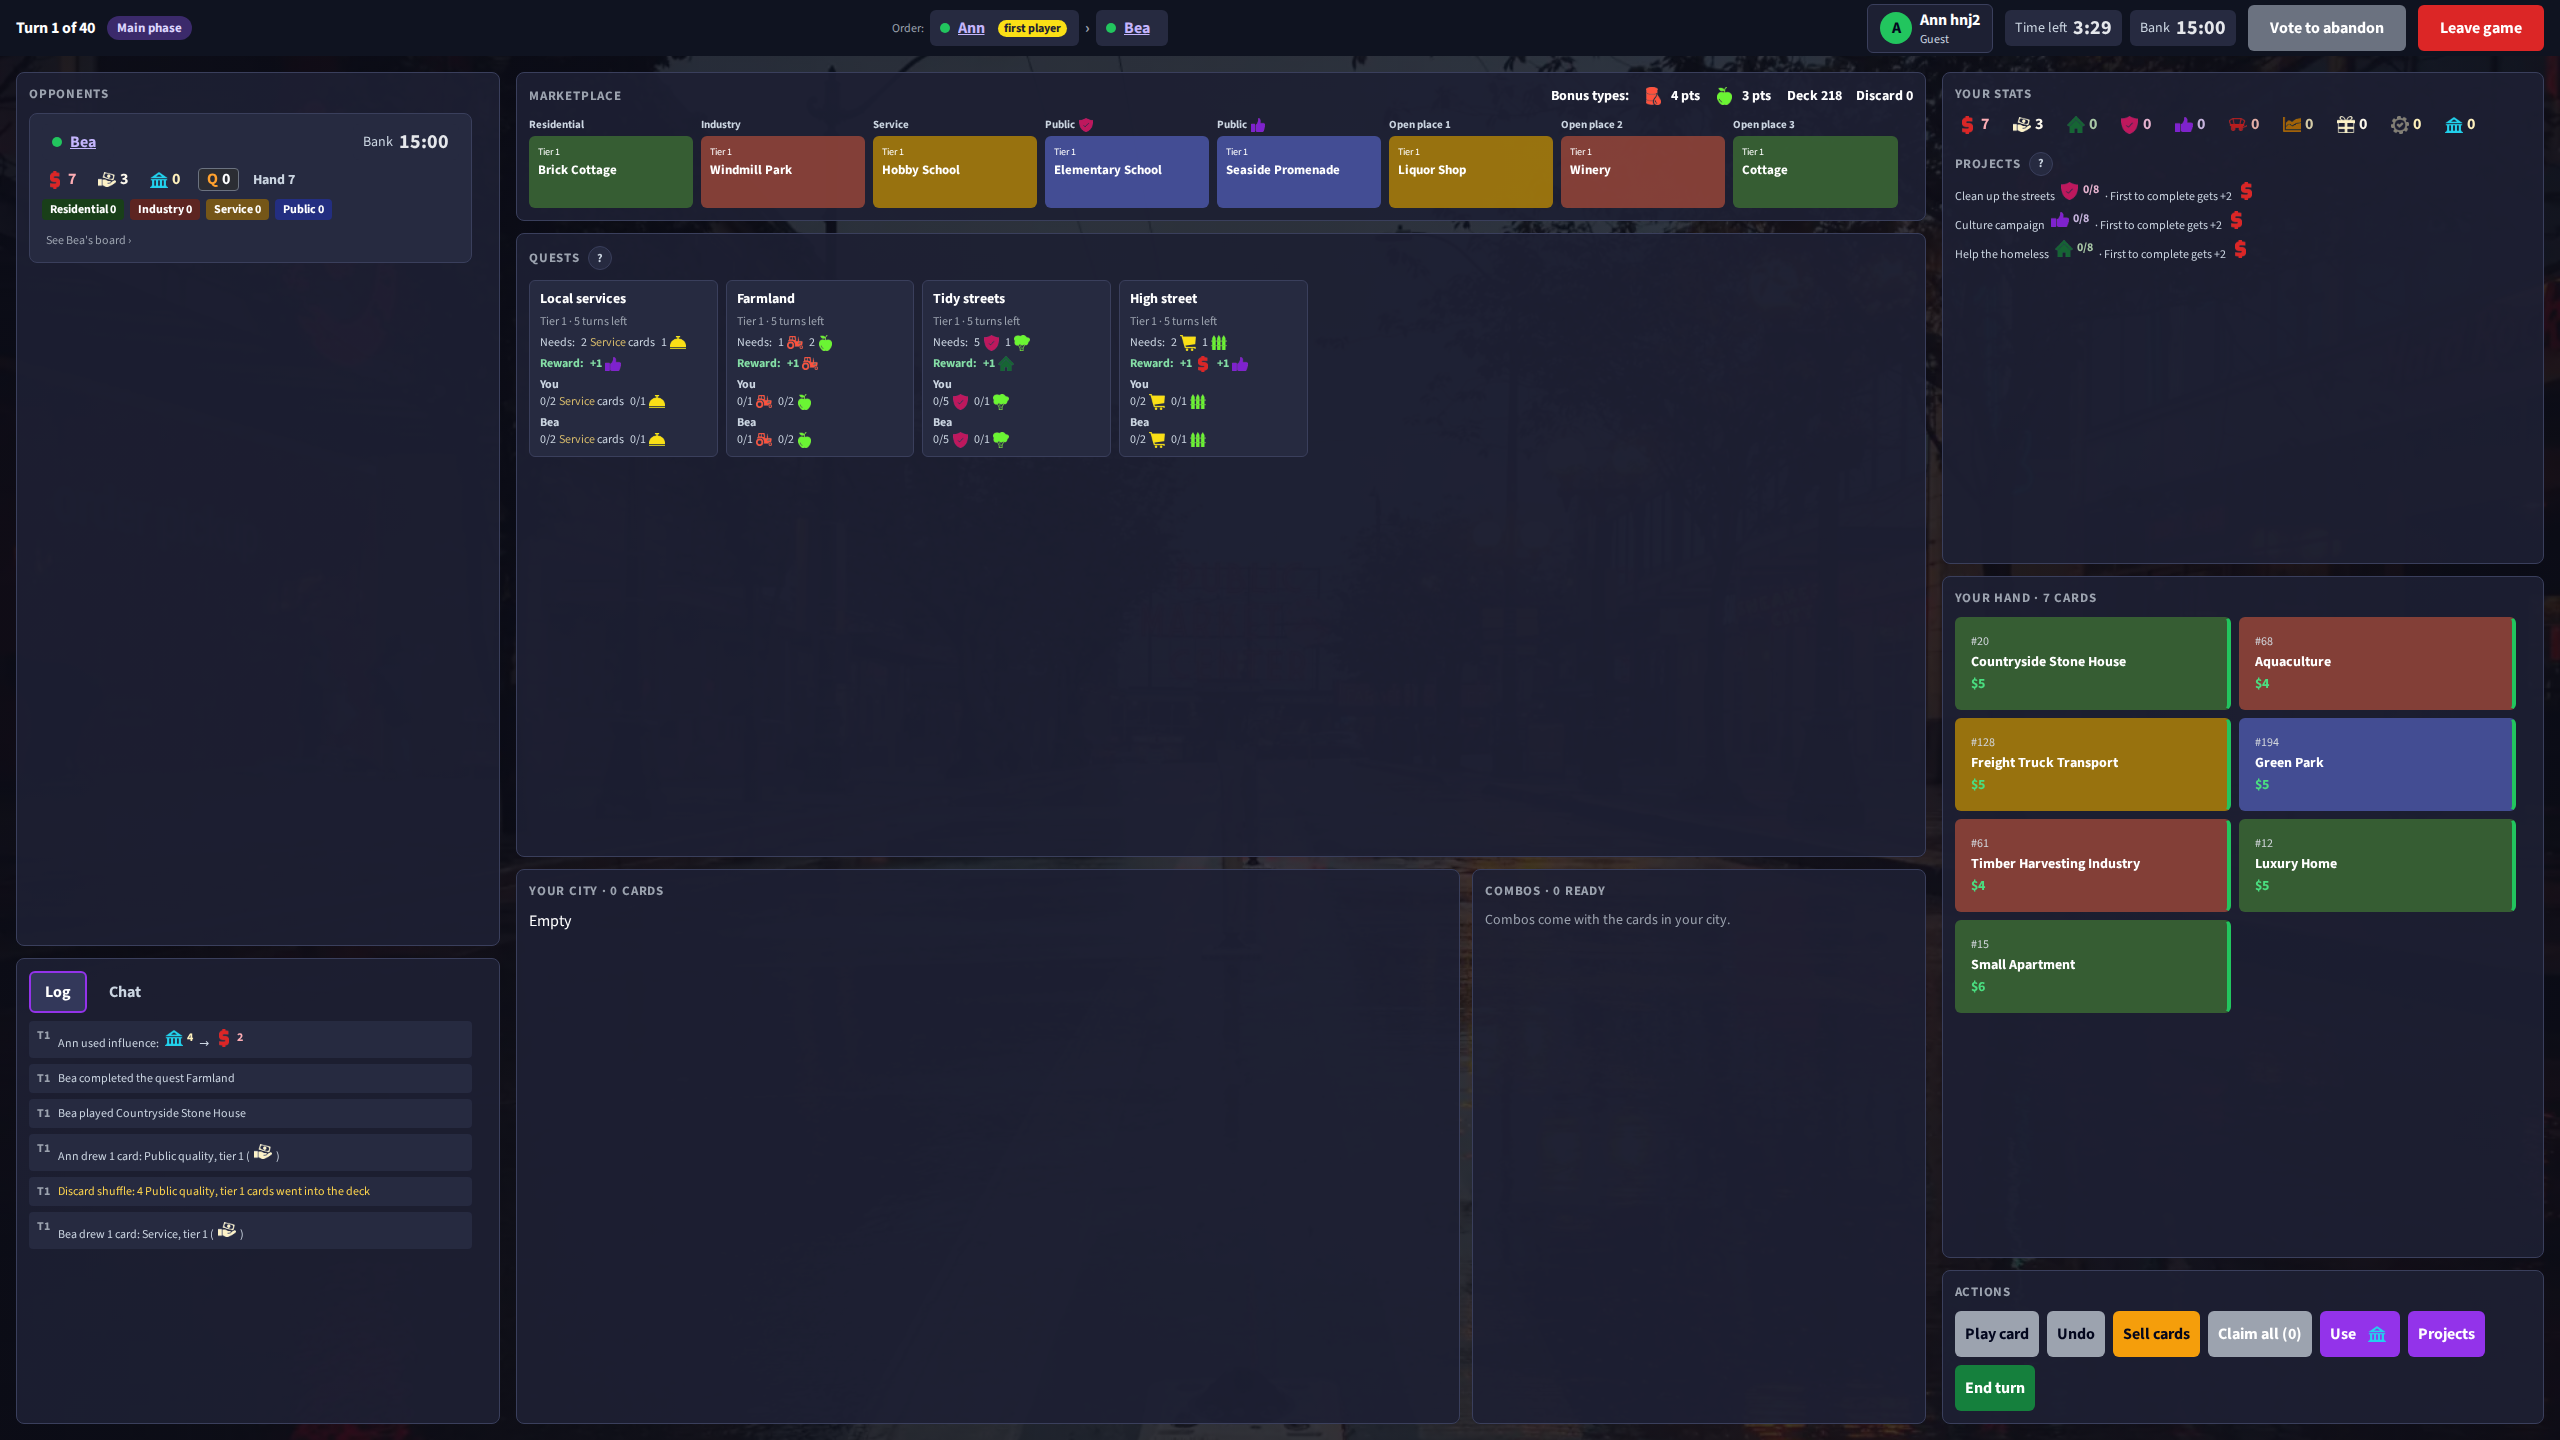 Turn 1 of 40 Main phase
Order: Ann first player › Bea
A Ann hnj2
Guest
Time left 3:29 Bank 15:00 Vote to abandon Leave game
OPPONENTS
Bea Bank 15:00
7 3 0 Q 0 Hand 7
Residential 0 Industry 0 Service 0 Public 0
See Bea's board ›
Log Chat
T1 Ann used influence: 4 → 2
T1 Bea completed the quest Farmland
T1 Bea played Countryside Stone House
T1 Ann drew 1 card: Public quality, tier 1 ( )
T1 Discard shuffle: 4 Public quality, tier 1 cards went into the deck
T1 Bea drew 1 card: Service, tier 1 ( )
MARKETPLACE
Bonus types: 4 pts 3 pts Deck 218 Discard 0
Residential
Tier 1
Brick Cottage
Industry
Tier 1
Windmill Park
Service
Tier 1
Hobby School
Public
Tier 1
Elementary School
Public
Tier 1
Seaside Promenade
Open place 1
Tier 1
Liquor Shop
Open place 2
Tier 1
Winery
Open place 3
Tier 1
Cottage
QUESTS ?
Local services
Tier 1 · 5 turns left
Needs: 2 Service cards 1
Reward: +1
You
0/2 Service cards 0/1
Bea
0/2 Service cards 0/1
Farmland
Tier 1 · 5 turns left
Needs: 1 2
Reward: +1
You
0/1 0/2
Bea
0/1 0/2
Tidy streets
Tier 1 · 5 turns left
Needs: 5 1
Reward: +1
You
0/5 0/1
Bea
0/5 0/1
High street
Tier 1 · 5 turns left
Needs: 2 1
Reward: +1 +1
You
0/2 0/1
Bea
0/2 0/1
YOUR CITY · 0 CARDS
Empty
COMBOS · 0 READY
Combos come with the cards in your city.
YOUR STATS
7 3 0 0 0 0 0 0 0 0
PROJECTS ?
Clean up the streets 0/8 · First to complete gets +2
Culture campaign 0/8 · First to complete gets +2
Help the homeless 0/8 · First to complete gets +2
YOUR HAND · 7 CARDS
#20
Countryside Stone House
$5
#68
Aquaculture
$4
#128
Freight Truck Transport
$5
#194
Green Park
$5
#61
Timber Harvesting Industry
$4
#12
Luxury Home
$5
#15
Small Apartment
$6
ACTIONS
Play card Undo Sell cards Claim all (0) Use Projects
End turn